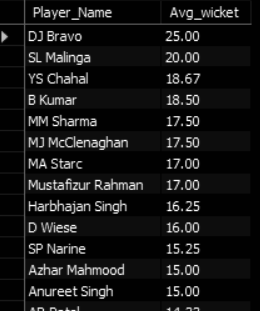 Player_Name Avg_wicket
DJ Bravo 25.00
SL Malinga 20.00
YS Chahal 18.67
B Kumar 18.50
MM Sharma 17.50
MJ McClenaghan 17.50
MA Starc 17.00
Mustafizur Rahman 17.00
Harbhajan Singh 16.25
D Wiese 16.00
SP Narine 15.25
Azhar Mahmood 15.00
Anureet Singh 15.00